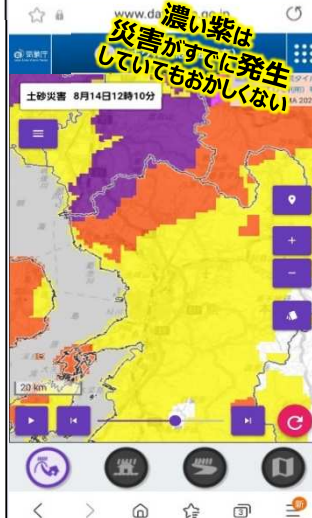 www.da
濃い紫は
災害がすでに発生
していてもおかしくない
気象庁
土砂災害 8月14日12時10分
20 km
3
新